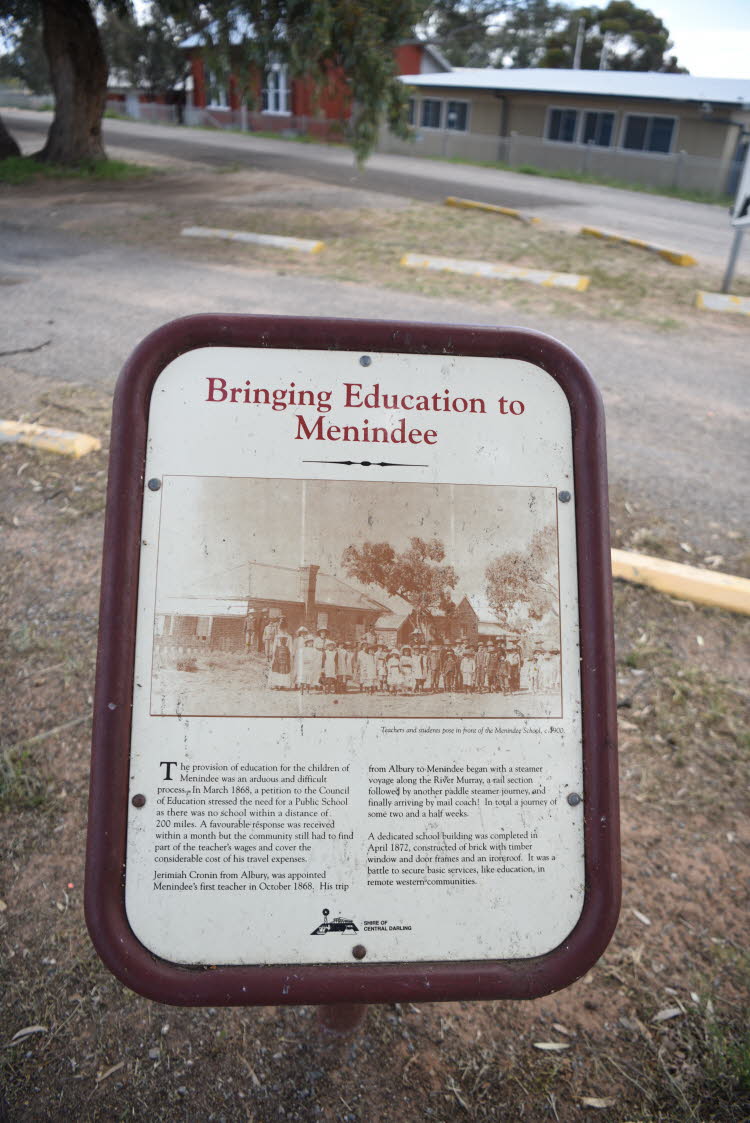 Bringing Education to
Menindee
Teachers and students pose in front of the Menindee School, c.1900.
The provision of education for the children of
Menindee was an arduous and difficult
process. In March 1868, a petition to the Council
of Education stressed the need for a Public School
as there was no school within a distance of
200 miles. A favourable response was received
within a month but the community still had to find
part of the teacher's wages and cover the
considerable cost of his travel expenses.
Jerimiah Cronin from Albury, was appointed
Menindee's first teacher in October 1868. His trip
from Albury to Menindee began with a steamer
voyage along the River Murray, a rail section
followed by another paddle steamer journey, and
finally arriving by mail coach! In total a journey of
some two and a half weeks.
A dedicated school building was completed in
April 1872, constructed of brick with timber
window and door frames and an iron roof. It was a
battle to secure basic services, like education, in
remote western communities.
SHIRE OF
CENTRAL DARLING